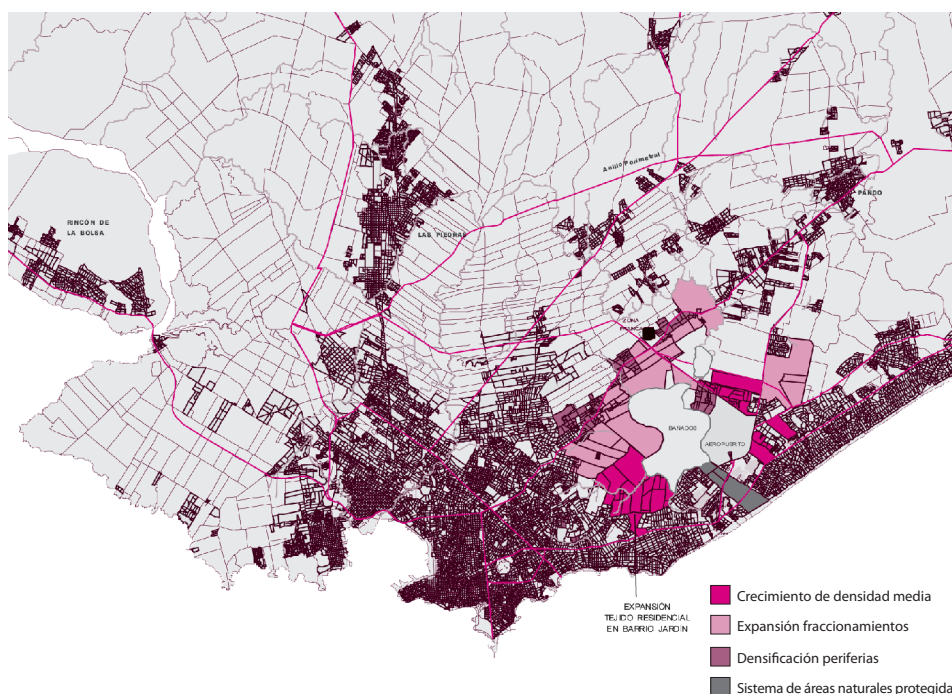 Anillo Perimetral
PANDO
RINCÓN DE
LA BOLSA
LAS PIEDRAS
ZONA
BAÑADOS
AEROPUERTO
EXPANSIÓN
TEJIDO RESIDENCIAL
EN BARRIO JARDÍN
Crecimiento de densidad media
Expansión fraccionamientos
Densificación periferias
Sistema de áreas naturales protegida